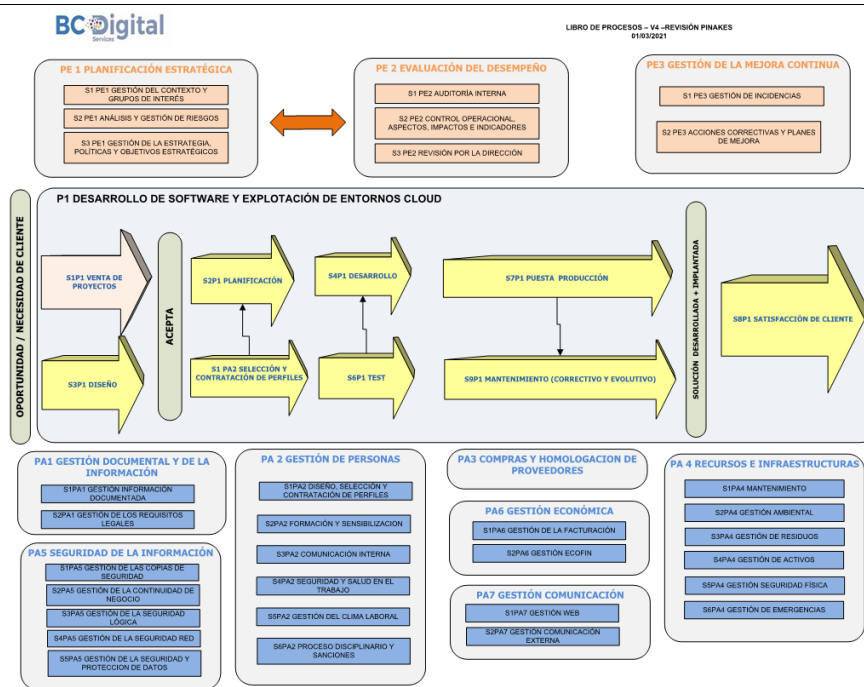 BC Digital
Services
LIBRO DE PROCESOS – V4 –REVISIÓN PINAKES
01/03/2021
PE 1 PLANIFICACIÓN ESTRATÉGICA
S1 PE1 GESTIÓN DEL CONTEXTO Y
GRUPOS DE INTERÉS
S2 PE1 ANÁLISIS Y GESTIÓN DE RIESGOS
S3 PE1 GESTIÓN DE LA ESTRATEGIA,
POLÍTICAS Y OBJETIVOS ESTRATÉGICOS
PE 2 EVALUACIÓN DEL DESEMPEÑO
S1 PE2 AUDITORÍA INTERNA
S2 PE2 CONTROL OPERACIONAL,
ASPECTOS, IMPACTOS E INDICADORES
S3 PE2 REVISIÓN POR LA DIRECCIÓN
PE3 GESTIÓN DE LA MEJORA CONTINUA
S1 PE3 GESTIÓN DE INCIDENCIAS
S2 PE3 ACCIONES CORRECTIVAS Y PLANES
DE MEJORA
OPORTUNIDAD / NECESIDAD DE CLIENTE
P1 DESARROLLO DE SOFTWARE Y EXPLOTACIÓN DE ENTORNOS CLOUD
S1P1 VENTA DE
PROYECTOS
S3P1 DISEÑO
ACEPTA
S2P1 PLANIFICACIÓN
S1 PA2 SELECCIÓN Y
CONTRATACIÓN DE PERFILES
S4P1 DESARROLLO
S6P1 TEST
S7P1 PUESTA PRODUCCIÓN
S9P1 MANTENIMIENTO (CORRECTIVO Y EVOLUTIVO)
SOLUCIÓN DESARROLLADA + IMPLANTADA
S8P1 SATISFACCIÓN DE CLIENTE
PA1 GESTIÓN DOCUMENTAL Y DE LA
INFORMACIÓN
S1PA1 GESTIÓN INFORMACIÓN
DOCUMENTADA
S2PA1 GESTIÓN DE LOS REQUISITOS
LEGALES
PA5 SEGURIDAD DE LA INFORMACIÓN
S1PA5 GESTIÓN DE LAS COPIAS DE
SEGURIDAD
S2PA5 GESTIÓN DE LA CONTINUIDAD DE
NEGOCIO
S3PA5 GESTIÓN DE LA SEGURIDAD
LÓGICA
S4PA5 GESTIÓN DE LA SEGURIDAD RED
S5PA5 GESTIÓN DE LA SEGURIDAD Y
PROTECCION DE DATOS
PA 2 GESTIÓN DE PERSONAS
S1PA2 DISEÑO, SELECCIÓN Y
CONTRATACIÓN DE PERFILES
S2PA2 FORMACIÓN Y SENSIBILIZACION
S3PA2 COMUNICACIÓN INTERNA
S4PA2 SEGURIDAD Y SALUD EN EL
TRABAJO
S5PA2 GESTIÓN DEL CLIMA LABORAL
S6PA2 PROCESO DISCIPLINARIO Y
SANCIONES
PA3 COMPRAS Y HOMOLOGACION DE
PROVEEDORES
PA6 GESTIÓN ECONÓMICA
S1PA6 GESTIÓN DE LA FACTURACIÓN
S2PA6 GESTIÓN ECOFIN
PA7 GESTIÓN COMUNICACIÓN
S1PA7 GESTIÓN WEB
S2PA7 GESTIÓN COMUNICACIÓN
EXTERNA
PA 4 RECURSOS E INFRAESTRUCTURAS
S1PA4 MANTENIMIENTO
S2PA4 GESTIÓN AMBIENTAL
S3PA4 GESTIÓN DE RESIDUOS
S4PA4 GESTIÓN DE ACTIVOS
S5PA4 GESTIÓN SEGURIDAD FÍSICA
S6PA4 GESTIÓN DE EMERGENCIAS